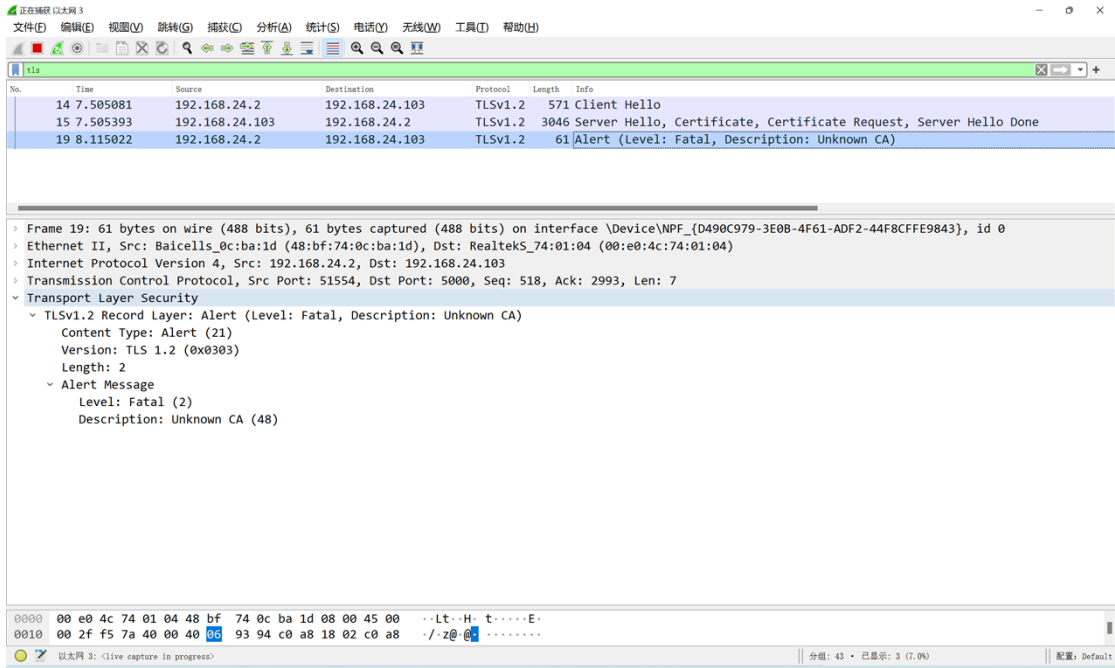 正在捕获 以太网 3
文件(F) 编辑(E) 视图(V) 跳转(G) 捕获(C) 分析(A) 统计(S) 电话(Y) 无线(W) 工具(T) 帮助(H)
tls
No. Time Source Destination Protocol Length Info
14 7.505081 192.168.24.2 192.168.24.103 TLSv1.2 571 Client Hello
15 7.505393 192.168.24.103 192.168.24.2 TLSv1.2 3046 Server Hello, Certificate, Certificate Request, Server Hello Done
19 8.115022 192.168.24.2 192.168.24.103 TLSv1.2 61 Alert (Level: Fatal, Description: Unknown CA)
Frame 19: 61 bytes on wire (488 bits), 61 bytes captured (488 bits) on interface \Device\NPF_{D490C979-3E0B-4F61-ADF2-44F8CFFE9843}, id 0
Ethernet II, Src: Baicells_0c:ba:1d (48:bf:74:0c:ba:1d), Dst: RealtekS_74:01:04 (00:e0:4c:74:01:04)
Internet Protocol Version 4, Src: 192.168.24.2, Dst: 192.168.24.103
Transmission Control Protocol, Src Port: 51554, Dst Port: 5000, Seq: 518, Ack: 2993, Len: 7
Transport Layer Security
TLSv1.2 Record Layer: Alert (Level: Fatal, Description: Unknown CA)
Content Type: Alert (21)
Version: TLS 1.2 (0x0303)
Length: 2
Alert Message
Level: Fatal (2)
Description: Unknown CA (48)
0000 00 e0 4c 74 01 04 48 bf 74 0c ba 1d 08 00 45 00 ··Lt··H· t·····E·
0010 00 2f f5 7a 40 00 40 06 93 94 c0 a8 18 02 c0 a8 ·/·z@·@· ········
以太网 3: <live capture in progress> 分组: 43 · 已显示: 3 (7.0%) 配置: Default